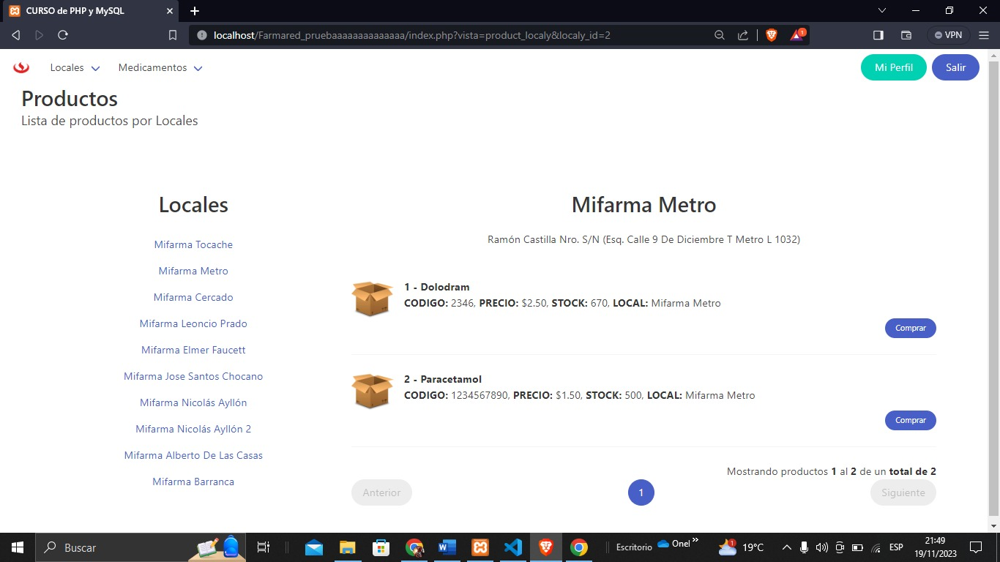 CURSO de PHP y MySQL
localhost/Farmared_pruebaaaaaaaaaaaaaa/index.php?vista=product_localy&localy_id=2
1
VPN
Locales
Medicamentos
Mi Perfil
Salir
Productos
Lista de productos por Locales
Locales
Mifarma Tocache
Mifarma Metro
Mifarma Cercado
Mifarma Leoncio Prado
Mifarma Elmer Faucett
Mifarma Jose Santos Chocano
Mifarma Nicolás Ayllón
Mifarma Nicolás Ayllón 2
Mifarma Alberto De Las Casas
Mifarma Barranca
Mifarma Metro
Ramón Castilla Nro. S/N (Esq. Calle 9 De Diciembre T Metro L 1032)
1 - Dolodram
CODIGO: 2346, PRECIO: $2.50, STOCK: 670, LOCAL: Mifarma Metro
Comprar
2 - Paracetamol
CODIGO: 1234567890, PRECIO: $1.50, STOCK: 500, LOCAL: Mifarma Metro
Comprar
Mostrando productos 1 al 2 de un total de 2
Anterior
1
Siguiente
Buscar
Escritorio
Onel
»
1
19°C
ESP
21:49
19/11/2023